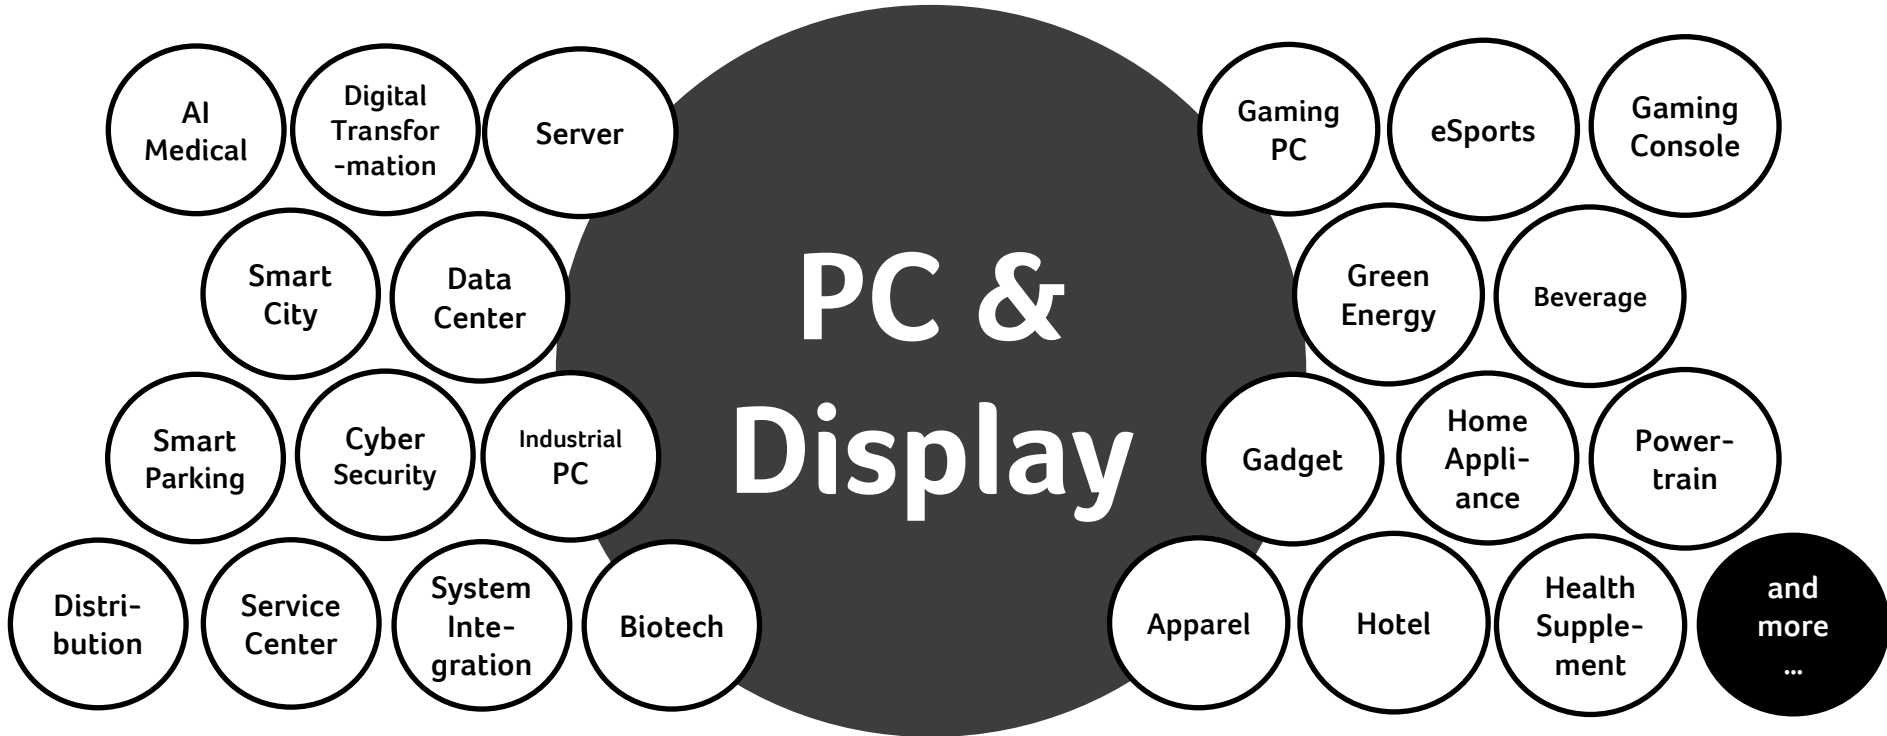 AI
Medical
Digital
Transfor
-mation
Server
Smart
City
Data
Center
Smart
Parking
Cyber
Security
Industrial
PC
Distri-
bution
Service
Center
System
Inte-
gration
Biotech
PC &
Display
Gaming
PC
eSports
Gaming
Console
Green
Energy
Beverage
Gadget
Home
Appli-
ance
Power-
train
Apparel
Hotel
Health
Supple-
ment
and
more
...